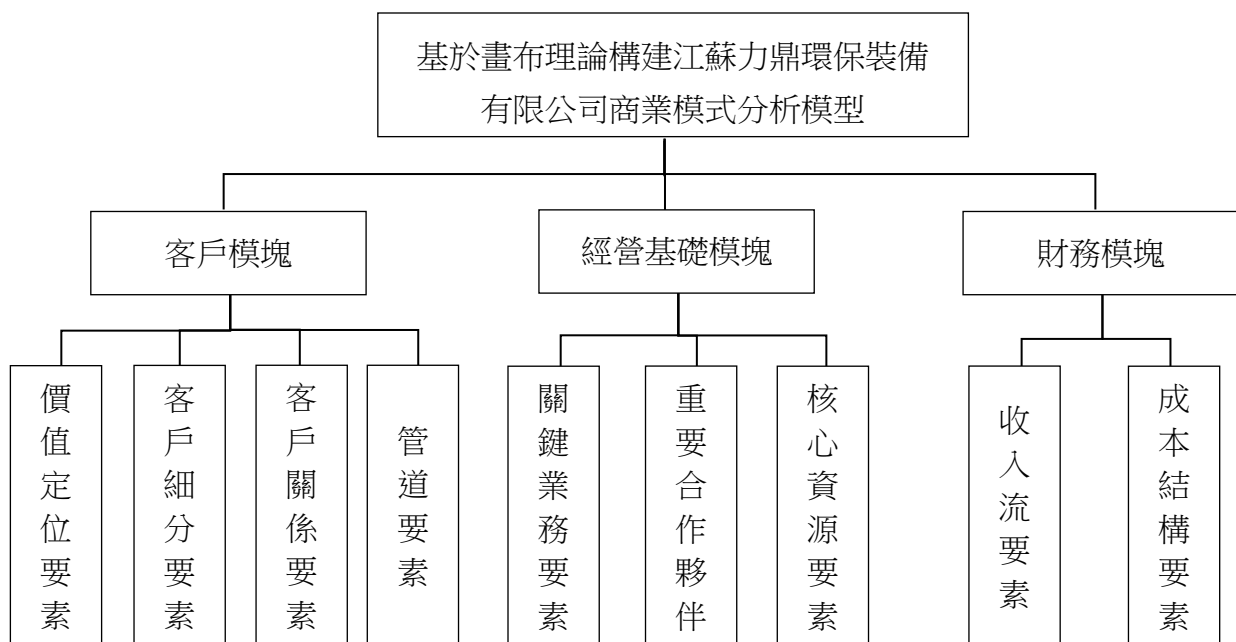 基於畫布理論構建江蘇力鼎環保裝備
有限公司商業模式分析模型
客戶模塊
經營基礎模塊
財務模塊
價值定位要素
客戶細分要素
客戶關係要素
管道要素
關鍵業務要素
重要合作夥伴
核心資源要素
收入流要素
成本結構要素